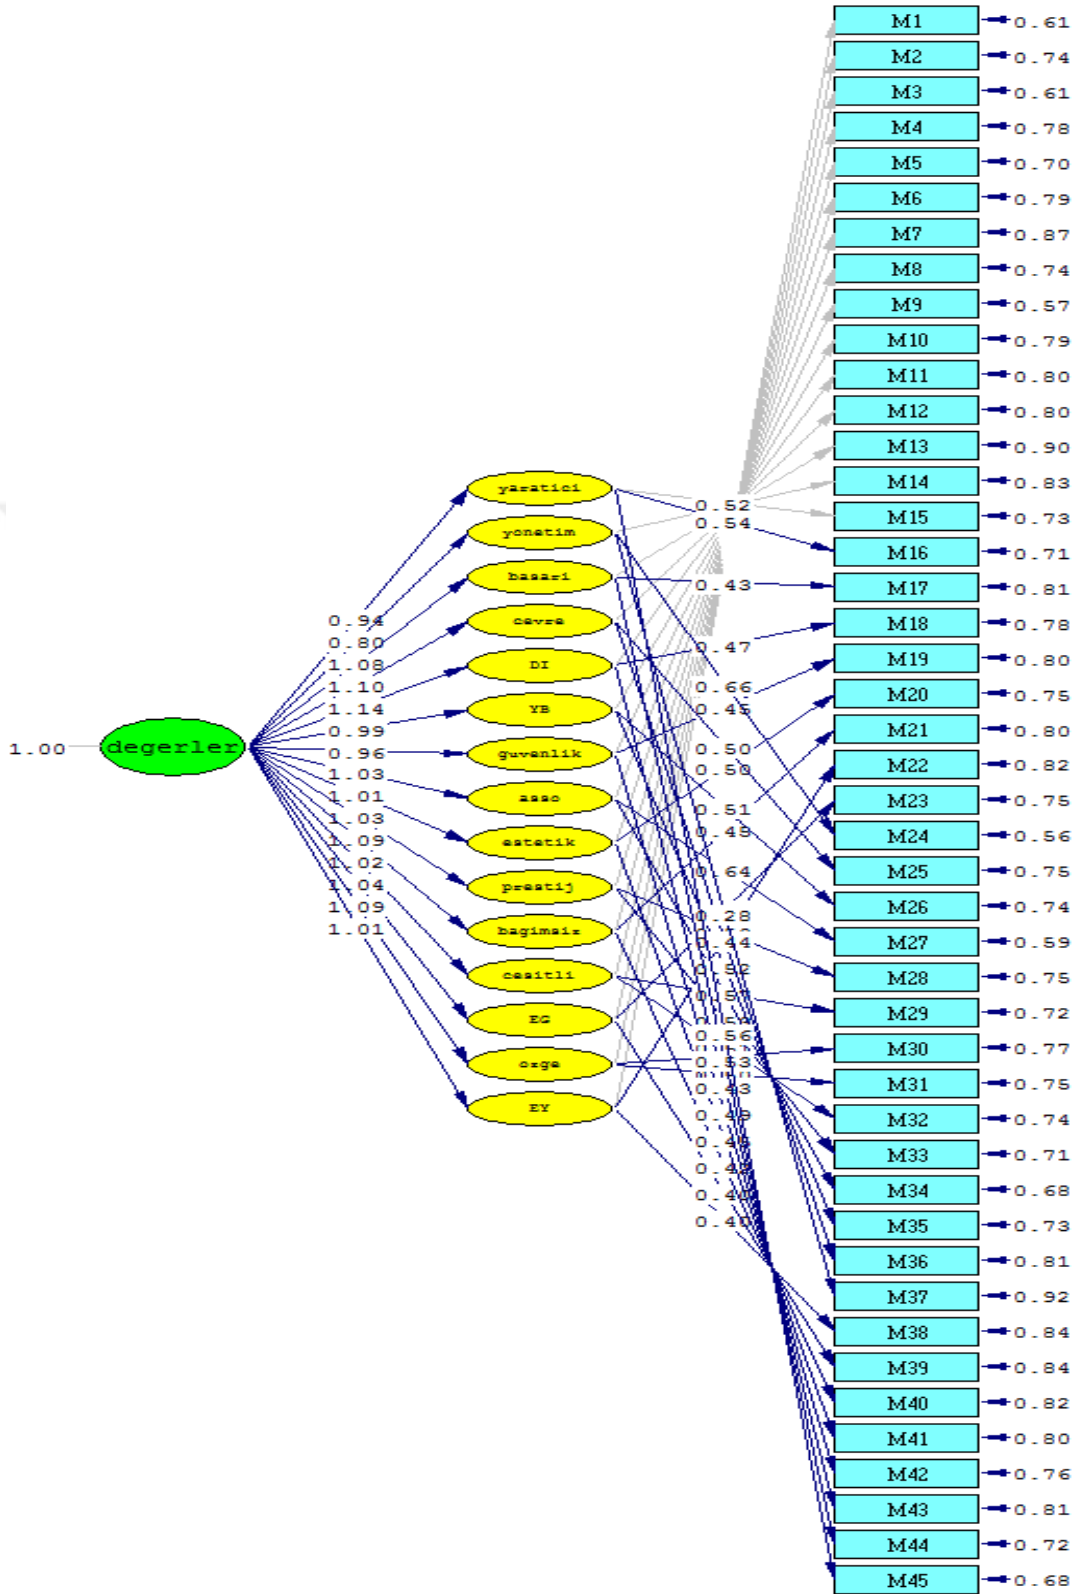 M1 0.61
M2 0.74
M3 0.61
M4 0.78
M5 0.70
M6 0.79
M7 0.87
M8 0.74
M9 0.57
M10 0.79
M11 0.80
M12 0.80
M13 0.90
M14 0.83
M15 0.73
M16 0.71
M17 0.81
M18 0.78
M19 0.80
M20 0.75
M21 0.80
M22 0.82
M23 0.75
M24 0.56
M25 0.75
M26 0.74
M27 0.59
M28 0.75
M29 0.72
M30 0.77
M31 0.75
M32 0.74
M33 0.71
M34 0.68
M35 0.73
M36 0.81
M37 0.92
M38 0.84
M39 0.84
M40 0.82
M41 0.80
M42 0.76
M43 0.81
M44 0.72
M45 0.68
yaratici
yonetim
basari
cevre
DI
YB
guvenlik
asso
estetik
prestij
bagimsiz
cesitli
EG
ozge
EY
1.00
degerler
0.94
0.80
1.08
1.10
1.14
0.99
0.96
1.03
1.01
1.03
1.09
1.02
1.04
1.09
1.01
0.52
0.54
0.43
0.47
0.66
0.45
0.50
0.50
0.51
0.49
0.64
0.28
0.44
0.52
0.57
0.56
0.53
0.43
0.49
0.42
0.40